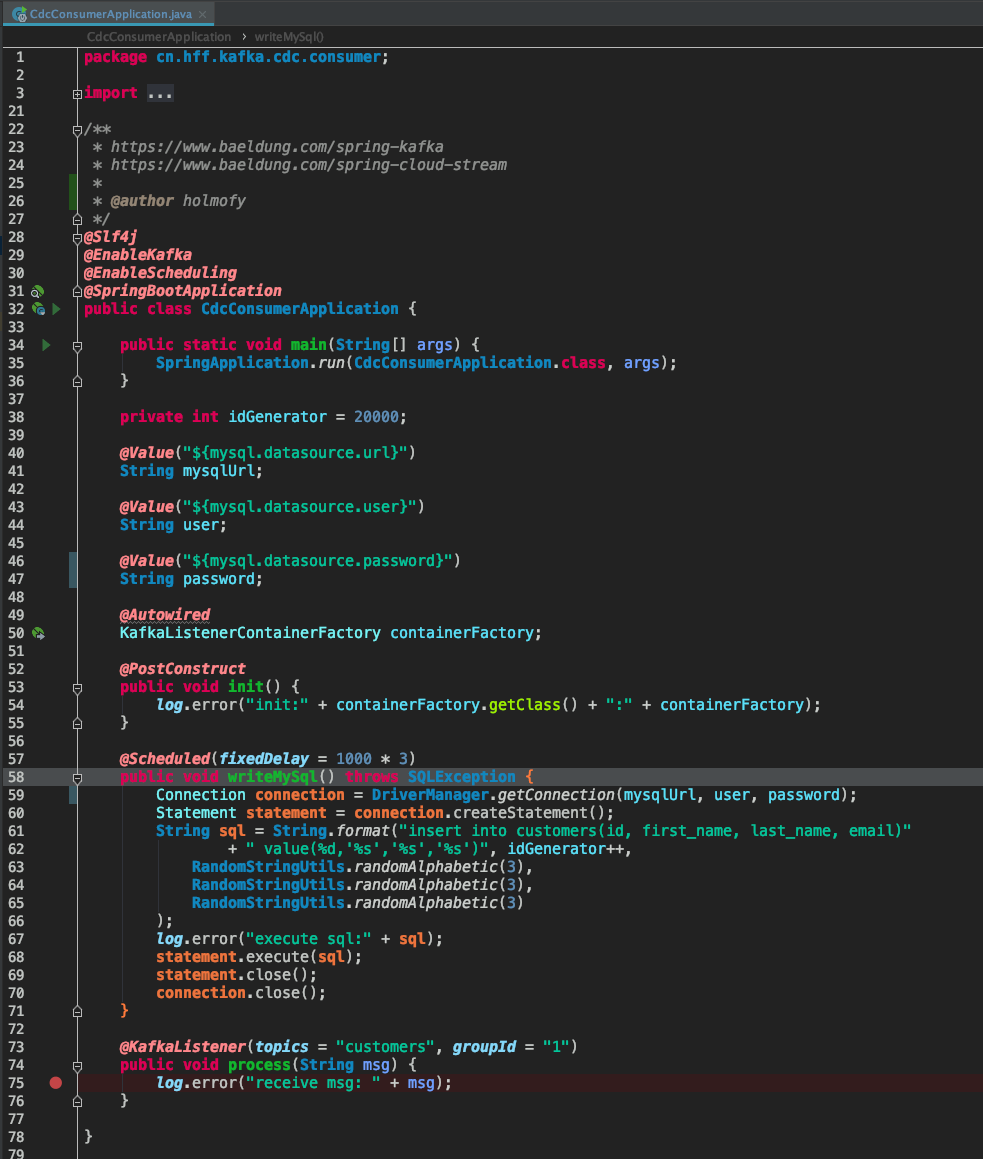 CdcConsumerApplication.java ×
CdcConsumerApplication › writeMySql()
1 package cn.hff.kafka.cdc.consumer;
2
3 import ...
21
22 /**
23  * https://www.baeldung.com/spring-kafka
24  * https://www.baeldung.com/spring-cloud-stream
25  *
26  * @author holmofy
27  */
28 @Slf4j
29 @EnableKafka
30 @EnableScheduling
31 @SpringBootApplication
32 public class CdcConsumerApplication {
33
34     public static void main(String[] args) {
35         SpringApplication.run(CdcConsumerApplication.class, args);
36     }
37
38     private int idGenerator = 20000;
39
40     @Value("${mysql.datasource.url}")
41     String mysqlUrl;
42
43     @Value("${mysql.datasource.user}")
44     String user;
45
46     @Value("${mysql.datasource.password}")
47     String password;
48
49     @Autowired
50     KafkaListenerContainerFactory containerFactory;
51
52     @PostConstruct
53     public void init() {
54         log.error("init:" + containerFactory.getClass() + ":" + containerFactory);
55     }
56
57     @Scheduled(fixedDelay = 1000 * 3)
58     public void writeMySql() throws SQLException {
59         Connection connection = DriverManager.getConnection(mysqlUrl, user, password);
60         Statement statement = connection.createStatement();
61         String sql = String.format("insert into customers(id, first_name, last_name, email)"
62                 + " value(%d,'%s','%s','%s')", idGenerator++,
63             RandomStringUtils.randomAlphabetic(3),
64             RandomStringUtils.randomAlphabetic(3),
65             RandomStringUtils.randomAlphabetic(3)
66         );
67         log.error("execute sql:" + sql);
68         statement.execute(sql);
69         statement.close();
70         connection.close();
71     }
72
73     @KafkaListener(topics = "customers", groupId = "1")
74     public void process(String msg) {
75         log.error("receive msg: " + msg);
76     }
77
78 }
79